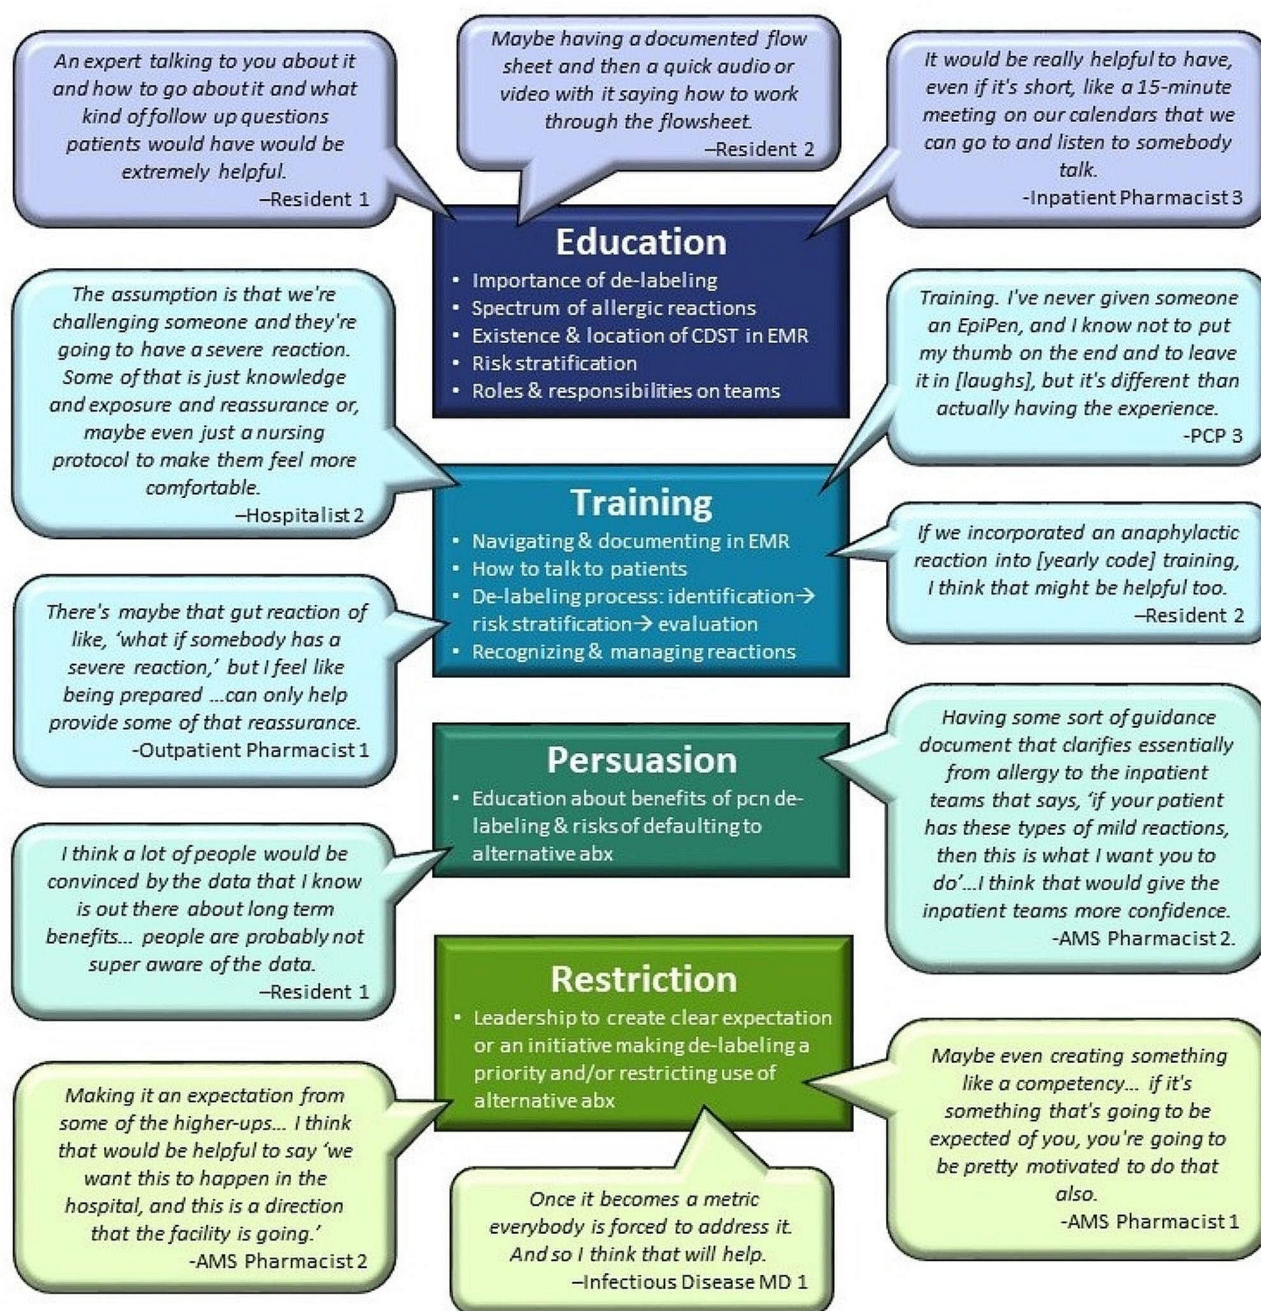 An expert talking to you about it
and how to go about it and what
kind of follow up questions
patients would have would be
extremely helpful.
–Resident 1
Maybe having a documented flow
sheet and then a quick audio or
video with it saying how to work
through the flowsheet.
–Resident 2
It would be really helpful to have,
even if it's short, like a 15-minute
meeting on our calendars that we
can go to and listen to somebody
talk.
-Inpatient Pharmacist 3
Education
• Importance of de-labeling
• Spectrum of allergic reactions
• Existence & location of CDST in EMR
• Risk stratification
• Roles & responsibilities on teams
The assumption is that we're
challenging someone and they're
going to have a severe reaction.
Some of that is just knowledge
and exposure and reassurance or,
maybe even just a nursing
protocol to make them feel more
comfortable.
–Hospitalist 2
Training. I've never given someone
an EpiPen, and I know not to put
my thumb on the end and to leave
it in [laughs], but it's different than
actually having the experience.
-PCP 3
Training
• Navigating & documenting in EMR
• How to talk to patients
• De-labeling process: identification→
risk stratification→ evaluation
• Recognizing & managing reactions
If we incorporated an anaphylactic
reaction into [yearly code] training,
I think that might be helpful too.
–Resident 2
There's maybe that gut reaction of
like, ‘what if somebody has a
severe reaction,’ but I feel like
being prepared …can only help
provide some of that reassurance.
-Outpatient Pharmacist 1
Persuasion
• Education about benefits of pcn de-
labeling & risks of defaulting to
alternative abx
Having some sort of guidance
document that clarifies essentially
from allergy to the inpatient
teams that says, ‘if your patient
has these types of mild reactions,
then this is what I want you to
do’…I think that would give the
inpatient teams more confidence.
-AMS Pharmacist 2.
I think a lot of people would be
convinced by the data that I know
is out there about long term
benefits... people are probably not
super aware of the data.
–Resident 1
Restriction
• Leadership to create clear expectation
or an initiative making de-labeling a
priority and/or restricting use of
alternative abx
Making it an expectation from
some of the higher-ups... I think
that would be helpful to say ‘we
want this to happen in the
hospital, and this is a direction
that the facility is going.’
-AMS Pharmacist 2
Once it becomes a metric
everybody is forced to address it.
And so I think that will help.
–Infectious Disease MD 1
Maybe even creating something
like a competency... if it's
something that's going to be
expected of you, you're going to
be pretty motivated to do that
also.
-AMS Pharmacist 1